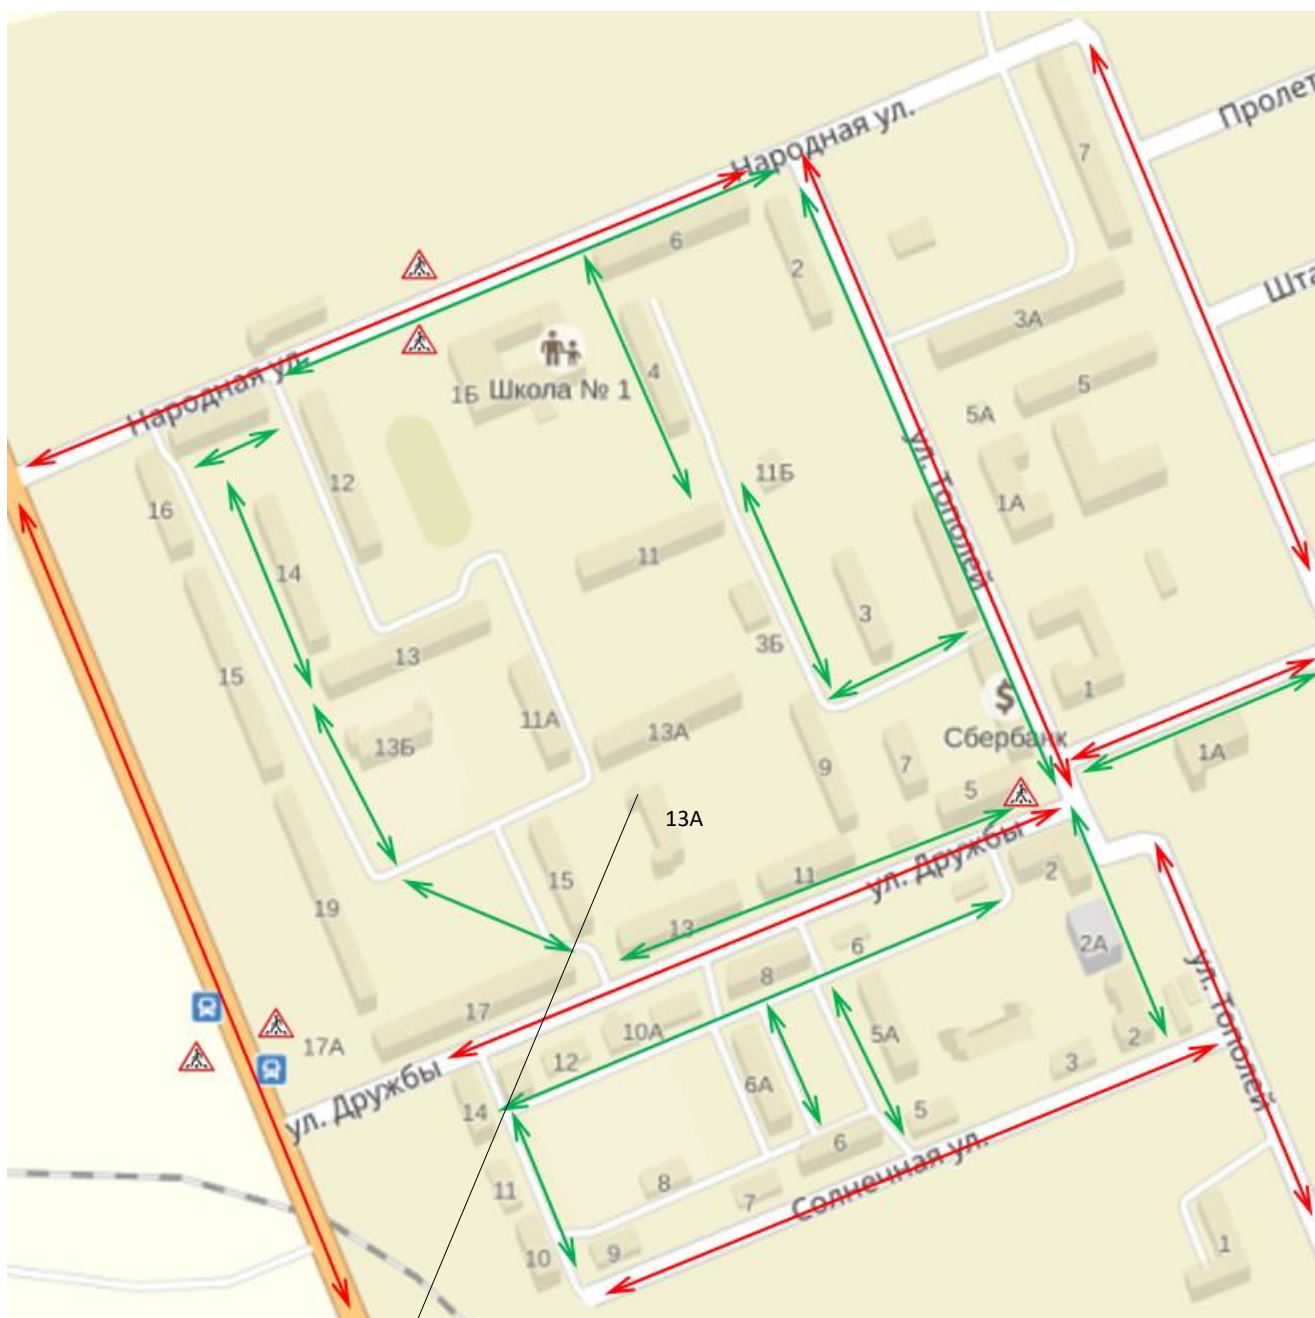 Народная ул.
Пролет
7
6
2
Шта
3А
4
5
1Б
Школа № 1
5А
Народная ул.
ул. Тополей
12
11Б
1А
16
11
14
3
3Б
13
15
1
11А
13А
$
Сбербанк
13Б
9
7
1А
5
13А
ул. Дружбы
11
2
15
19
13
6
2А
8
17
10А
5А
ул. Тополей
17А
12
2
3
6А
ул. Дружбы
14
5
6
Солнечная ул.
8
11
7
10
9
1